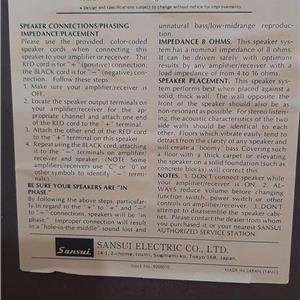 • Design and specifications subject to change without notice for improvements.
SPEAKER CONNECTIONS/PHASING
IMPEDANCE/PLACEMENT
Please use the provided, color-coded
speaker cords when connecting this
speaker to your amplifier or receiver. The
RED cord is for "+" (positive) connection,
the BLACK cord is for "−" (negative) con-
nection. Follow these steps
1. Make sure your amplifier/receiver is
OFF.
2. Locate the speaker output terminals on
your amplifier/receiver for the appro-
priate channel and attach one end
of the RED cord to the "+" terminal.
3. Attach the other end of the RED cord
to the "+" terminal on this speaker.
4. Repeat using the BLACK cord, attaching
it to the "−" terminals on amplifier/
receiver and speaker. (NOTE: Some
amplifiers/receivers use "C" or "0" or
other symbols to identify "−" termi-
nals)
BE SURE YOUR SPEAKERS ARE "IN
PHASE."
By following the above steps, particular-
ly in regard to the "+" to "+" and "−"
to "−" connections, speakers will be "in
phase." Improper connection will result
in a "hole-in-the-middle" sound loss and
unnatural bass/low-midrange reproduc-
tion.
IMPEDANCE 8 OHMS. This speaker sys-
tem has a nominal impedance of 8 ohms.
It can be driven safely with optimum
results by any amplifier/receiver with a
load impedance of from 4 to 16 ohms.
SPEAKER PLACEMENT. This speaker sys-
tem performs best when placed against a
solid, thick wall. The wall opposite the
front of the speaker should also be as
non-resonant as possible. For stereo listen-
ing, the acoustic characteristics of the two
side walls should be identical to each
other. Floors which vibrate easily tend to
detract from the clarity of any speaker and
will create a "boomy" bass. Covering such
a floor with a thick carpet or elevating
the speaker on a solid foundation (such as
concrete blocks) will correct this.
NOTES. 1. DON'T connect speaker while
your amplifier/receiver is ON. 2. AL-
WAYS reduce volume before changing
function switch, power switch or other
controls on amplifier/receiver. 3. DON'T
attempt to disassemble the speaker cabi-
net. Please contact the dealer from whom
you purchased it or your nearest SANSUI
AUTHORIZED SERVICE STATION.
Sansui
SANSUI ELECTRIC CO., LTD.
14-1, 2-chome, Izumi, Suginami-ku, Tokyo 168, Japan.